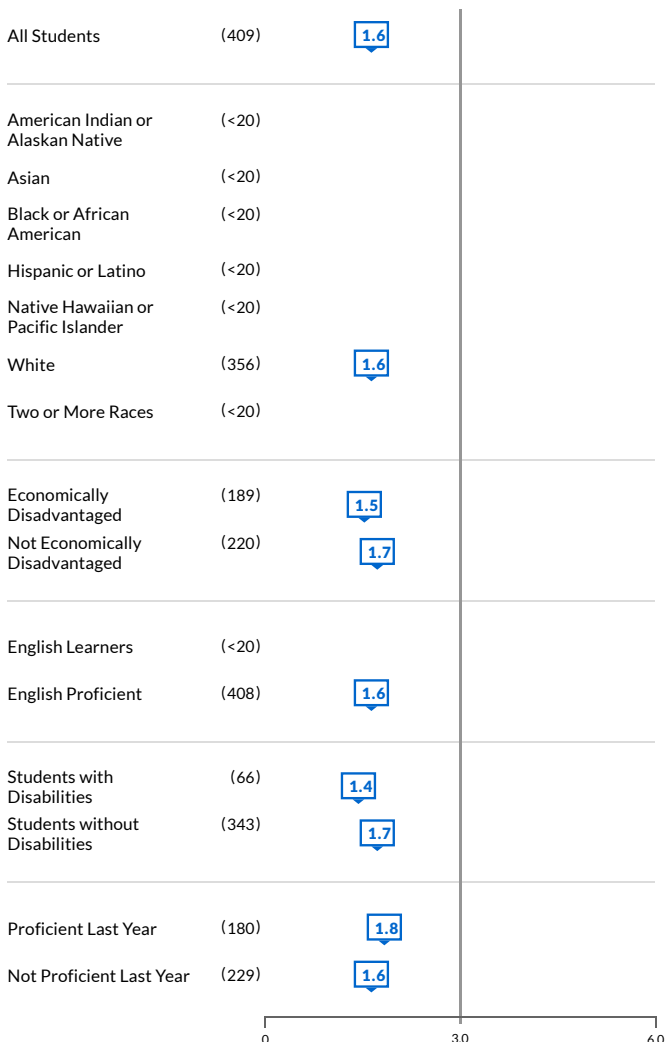 All Students (409) 1.6
American Indian or (<20)
Alaskan Native
Asian (<20)
Black or African (<20)
American
Hispanic or Latino (<20)
Native Hawaiian or (<20)
Pacific Islander
White (356) 1.6
Two or More Races (<20)
Economically (189) 1.5
Disadvantaged
Not Economically (220) 1.7
Disadvantaged
English Learners (<20)
English Proficient (408) 1.6
Students with (66) 1.4
Disabilities
Students without (343) 1.7
Disabilities
Proficient Last Year (180) 1.8
Not Proficient Last Year (229) 1.6
0 3.0 6.0